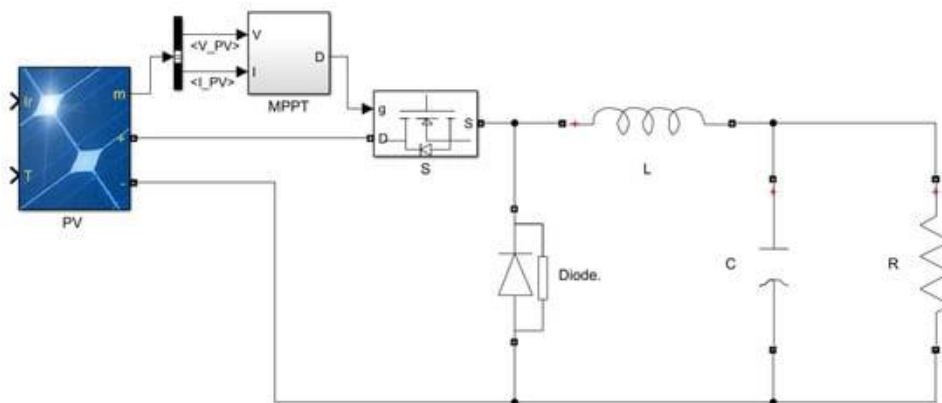 <V_PV>
<I_PV>
V
I
D
MPPT
Ir
m
T
+
-
PV
g
D
S
S
+
L
+
C
+
R
Diode.